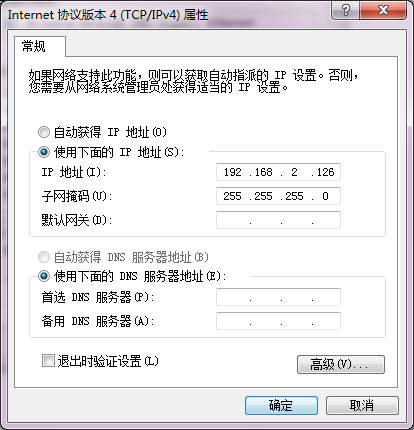 Internet 协议版本 4 (TCP/IPv4) 属性
常规
如果网络支持此功能，则可以获取自动指派的 IP 设置。否则，
您需要从网络系统管理员处获得适当的 IP 设置。
自动获得 IP 地址(O)
使用下面的 IP 地址(S):
IP 地址(I): 192 .168 . 2 .126
子网掩码(U): 255 .255 .255 . 0
默认网关(D): . . .
自动获得 DNS 服务器地址(B)
使用下面的 DNS 服务器地址(E):
首选 DNS 服务器(P): . . .
备用 DNS 服务器(A): . . .
退出时验证设置(L)
高级(V)...
确定 取消